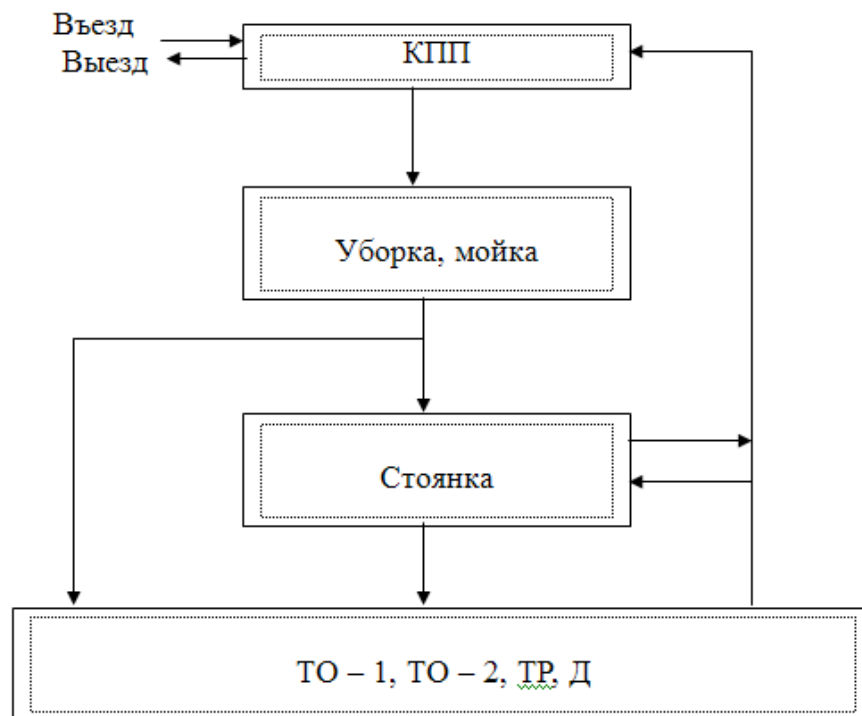 Въезд
Выезд
КПП
Уборка, мойка
Стоянка
ТО – 1, ТО – 2, ТР, Д